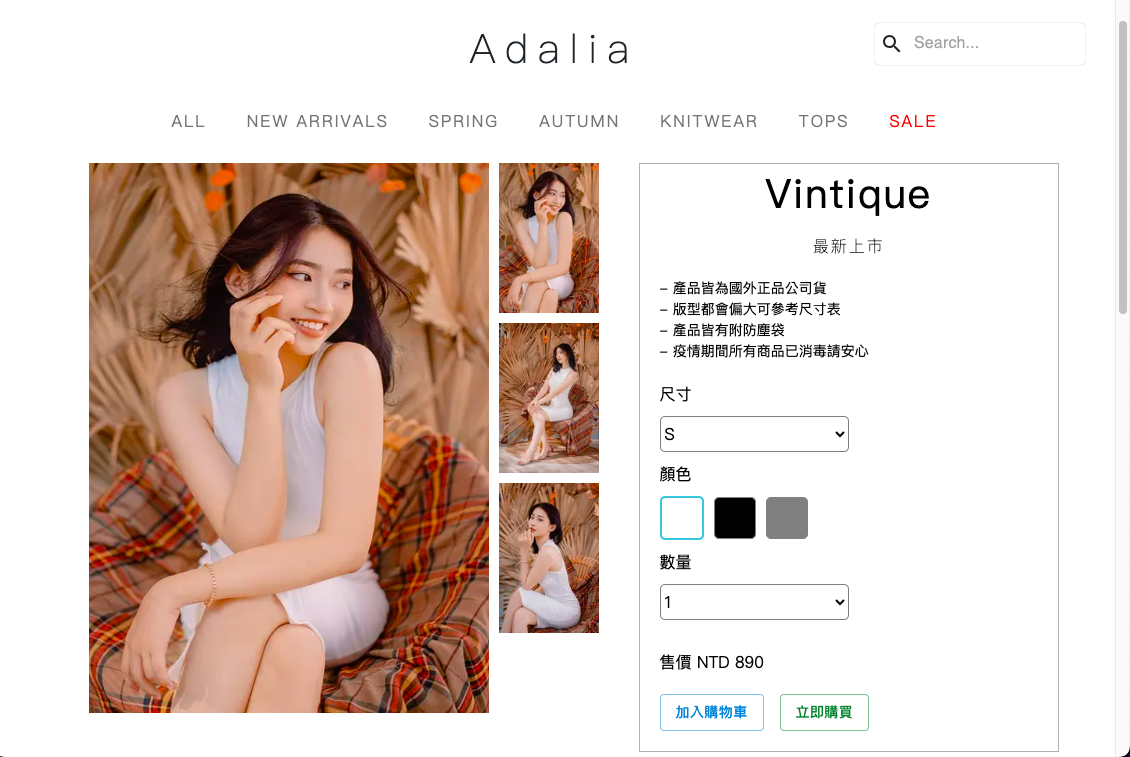 Adalia
Search...
ALL NEW ARRIVALS SPRING AUTUMN KNITWEAR TOPS SALE
Vintique
最新上市
– 產品皆為國外正品公司貨
– 版型都會偏大可參考尺寸表
– 產品皆有附防塵袋
– 疫情期間所有商品已消毒請安心
尺寸
S
顏色
數量
1
售價 NTD 890
加入購物車 立即購買